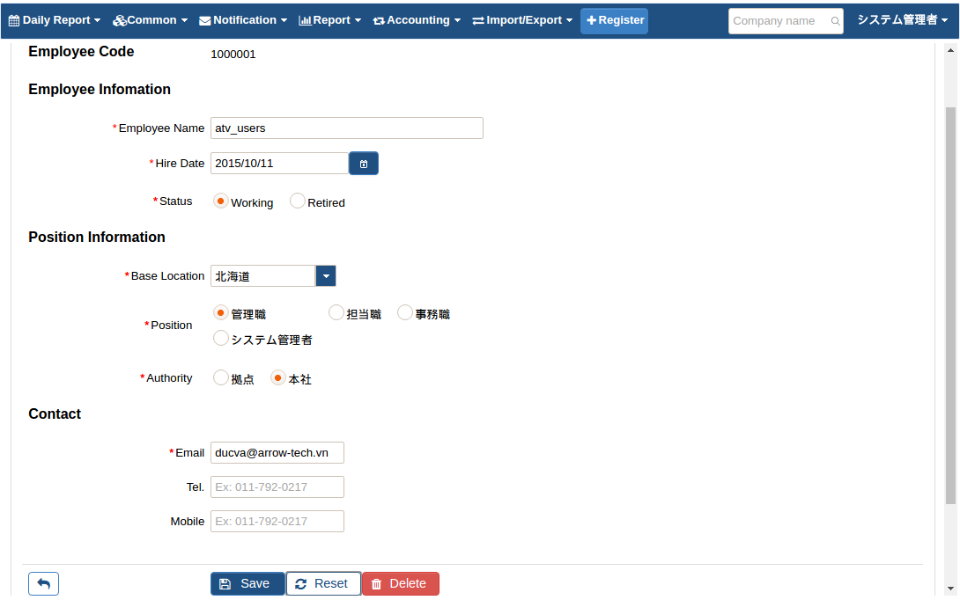 Daily Report Common Notification Report Accounting Import/Export Register Company name システム管理者
Employee Code 1000001
Employee Infomation
*Employee Name atv_users
*Hire Date 2015/10/11
*Status Working Retired
Position Information
*Base Location 北海道
*Position 管理職 担当職 事務職
システム管理者
*Authority 拠点 本社
Contact
*Email ducva@arrow-tech.vn
Tel. Ex: 011-792-0217
Mobile Ex: 011-792-0217
Save Reset Delete